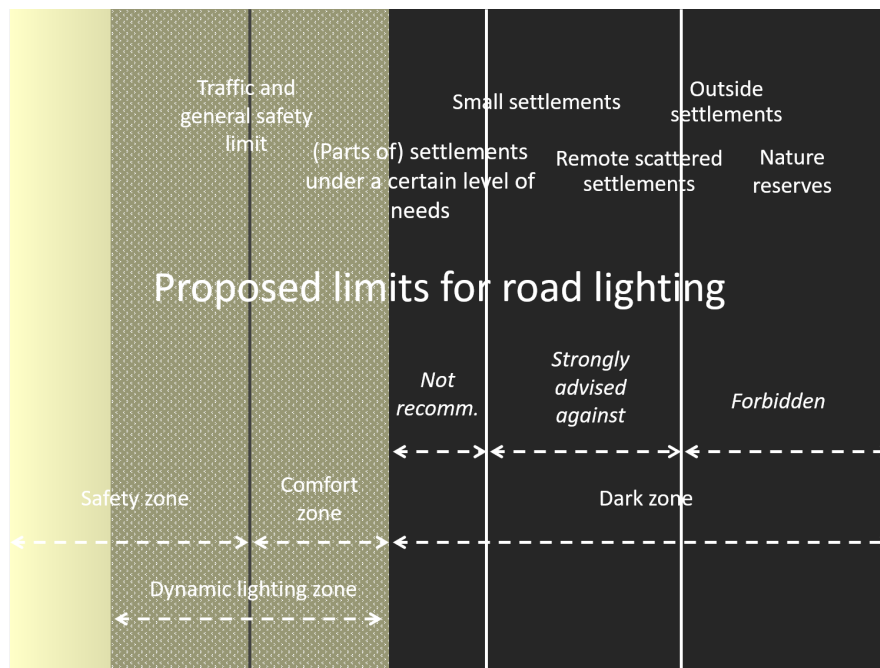 Traffic and
general safety
limit
(Parts of) settlements
under a certain level of
needs
Small settlements
Remote scattered
settlements
Outside
settlements
Nature
reserves
Proposed limits for road lighting
Not
recomm.
Strongly
advised
against
Forbidden
Safety zone
Comfort
zone
Dark zone
Dynamic lighting zone